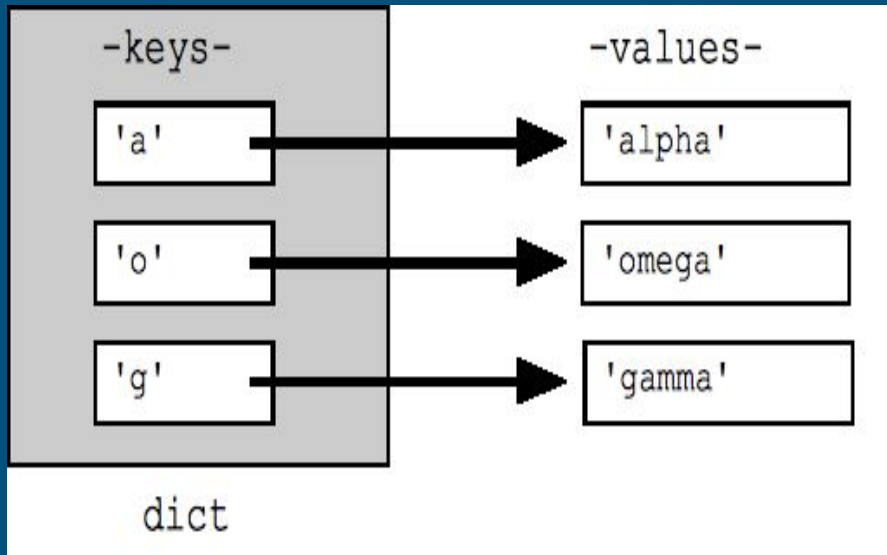 -keys- -values-
'a' 'alpha'
'o' 'omega'
'g' 'gamma'
dict